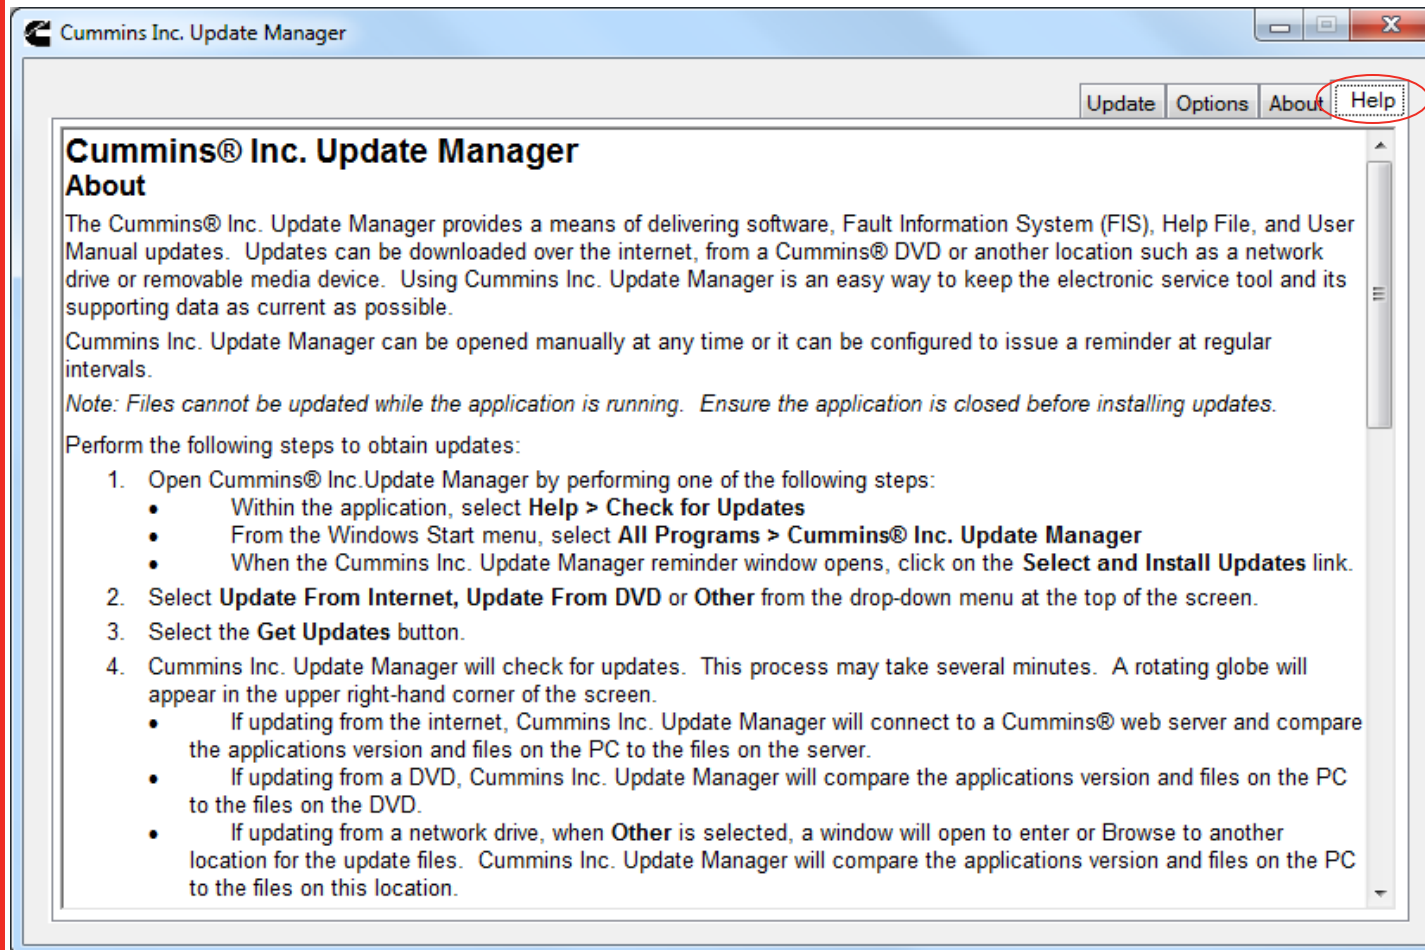 Cummins Inc. Update Manager
Update Options About Help
Cummins® Inc. Update Manager
About
The Cummins® Inc. Update Manager provides a means of delivering software, Fault Information System (FIS), Help File, and User
Manual updates.  Updates can be downloaded over the internet, from a Cummins® DVD or another location such as a network
drive or removable media device.  Using Cummins Inc. Update Manager is an easy way to keep the electronic service tool and its
supporting data as current as possible.
Cummins Inc. Update Manager can be opened manually at any time or it can be configured to issue a reminder at regular
intervals.
Note: Files cannot be updated while the application is running.  Ensure the application is closed before installing updates.
Perform the following steps to obtain updates:
1. Open Cummins® Inc.Update Manager by performing one of the following steps:
• Within the application, select Help > Check for Updates
• From the Windows Start menu, select All Programs > Cummins® Inc. Update Manager
• When the Cummins Inc. Update Manager reminder window opens, click on the Select and Install Updates link.
2. Select Update From Internet, Update From DVD or Other from the drop-down menu at the top of the screen.
3. Select the Get Updates button.
4. Cummins Inc. Update Manager will check for updates.  This process may take several minutes.  A rotating globe will
appear in the upper right-hand corner of the screen.
• If updating from the internet, Cummins Inc. Update Manager will connect to a Cummins® web server and compare
the applications version and files on the PC to the files on the server.
• If updating from a DVD, Cummins Inc. Update Manager will compare the applications version and files on the PC
to the files on the DVD.
• If updating from a network drive, when Other is selected, a window will open to enter or Browse to another
location for the update files.  Cummins Inc. Update Manager will compare the applications version and files on the PC
to the files on this location.